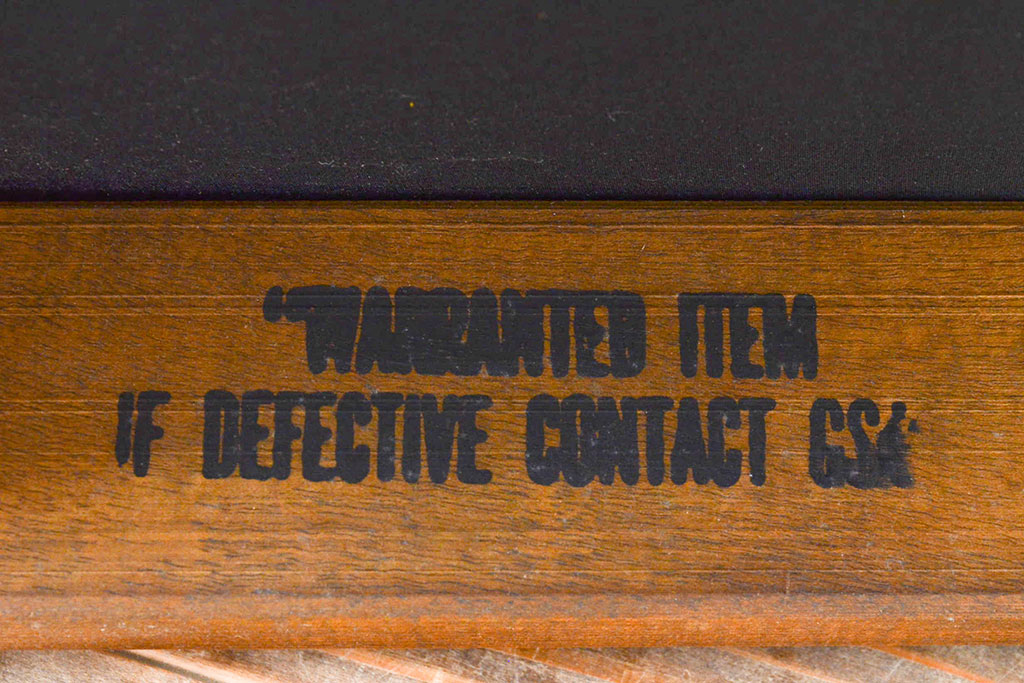 "WARRANTED ITEM
IF DEFECTIVE CONTACT GSA"